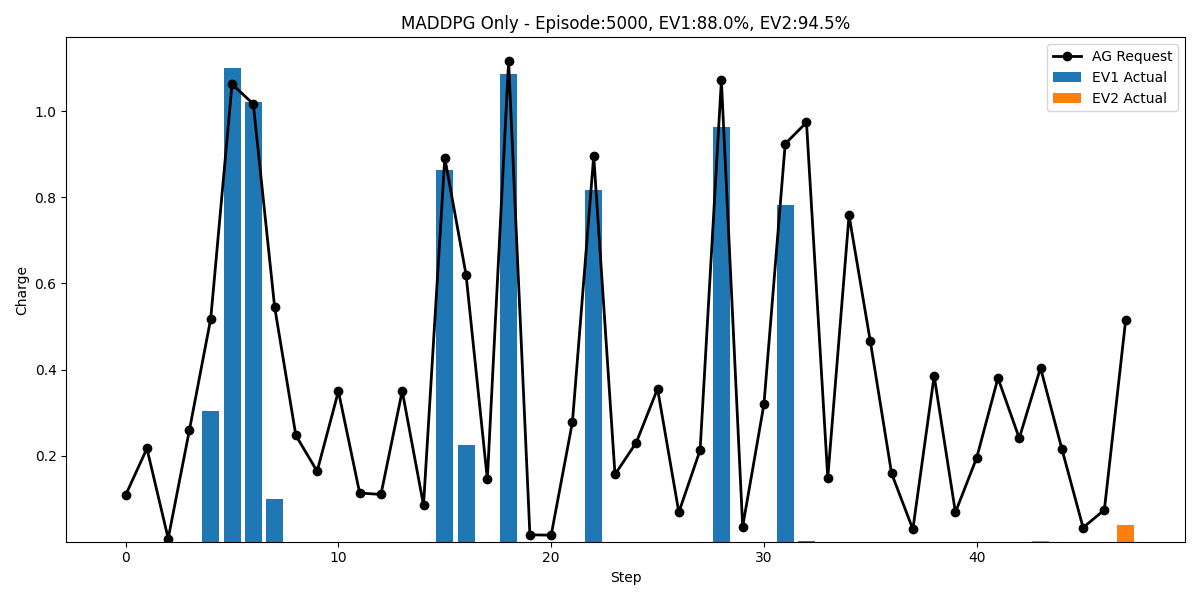 MADDPG Only - Episode:5000, EV1:88.0%, EV2:94.5%
AG Request
EV1 Actual
EV2 Actual
Charge
1.0
0.8
0.6
0.4
0.2
0 10 20 30 40
Step